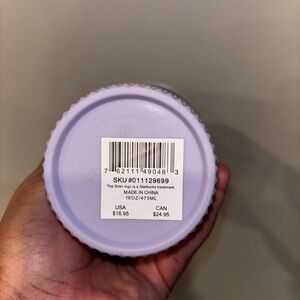 7 62111 49048 3
SKU #011129699
The Siren logo is a Starbucks trademark
MADE IN CHINA
16OZ/473ML
USA CAN
$16.95 $24.95